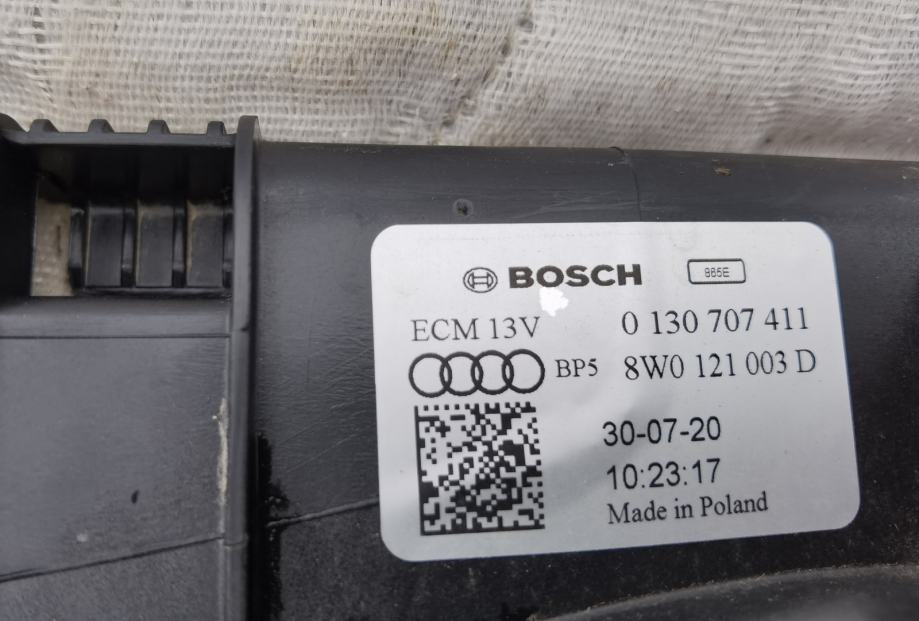 BOSCH 865E
ECM 13V 0 130 707 411
BP5 8W0 121 003 D
30-07-20
10:23:17
Made in Poland